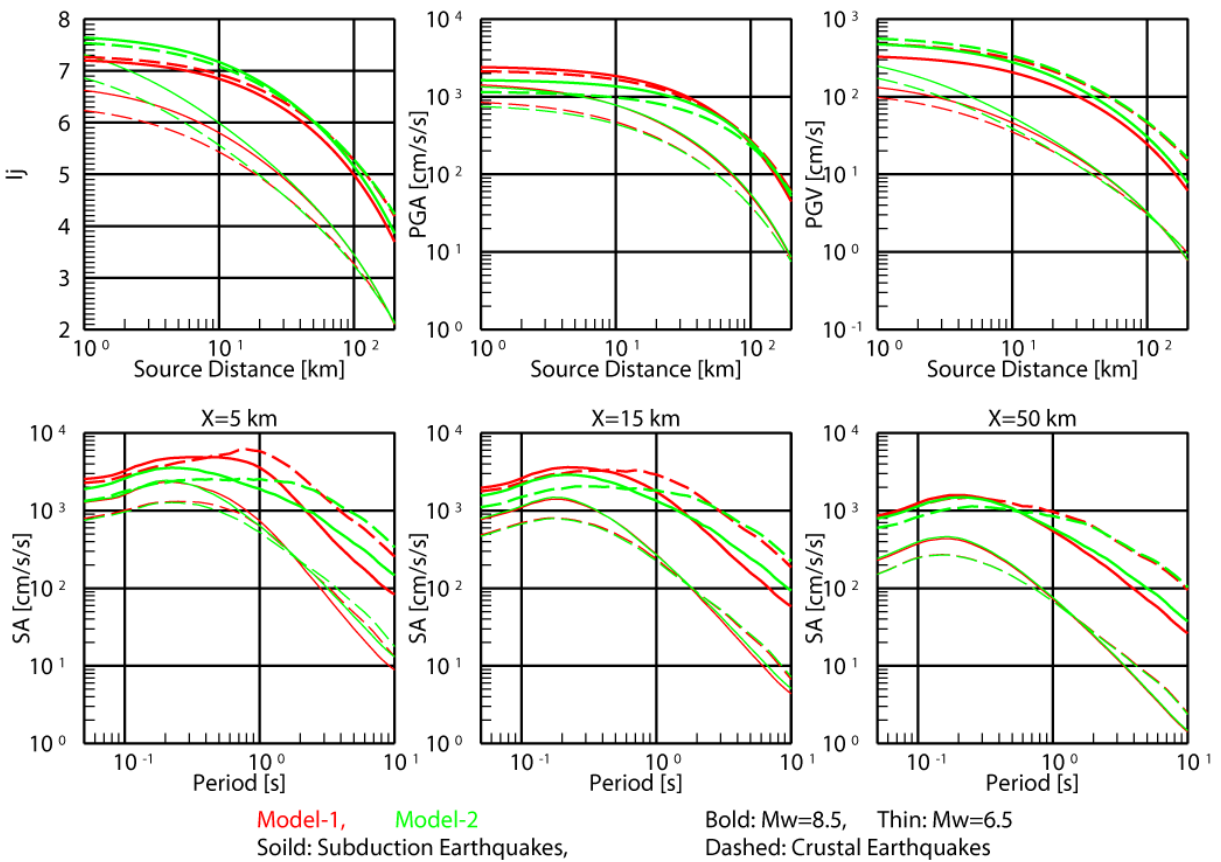 8
7
6
5
4
3
2
Ij
10 0
10 1
10 2
Source Distance [km]
10 4
10 3
10 2
10 1
10 0
PGA [cm/s/s]
10 0
10 1
10 2
Source Distance [km]
10 3
10 2
10 1
10 0
10 -1
PGV [cm/s]
10 0
10 1
10 2
Source Distance [km]
X=5 km
10 4
10 3
10 2
10 1
10 0
SA [cm/s/s]
10 -1
10 0
10 1
Period [s]
X=15 km
10 4
10 3
10 2
10 1
10 0
SA [cm/s/s]
10 -1
10 0
10 1
Period [s]
X=50 km
10 4
10 3
10 2
10 1
10 0
SA [cm/s/s]
10 -1
10 0
10 1
Period [s]
Model-1, Model-2 Bold: Mw=8.5, Thin: Mw=6.5
Soild: Subduction Earthquakes, Dashed: Crustal Earthquakes